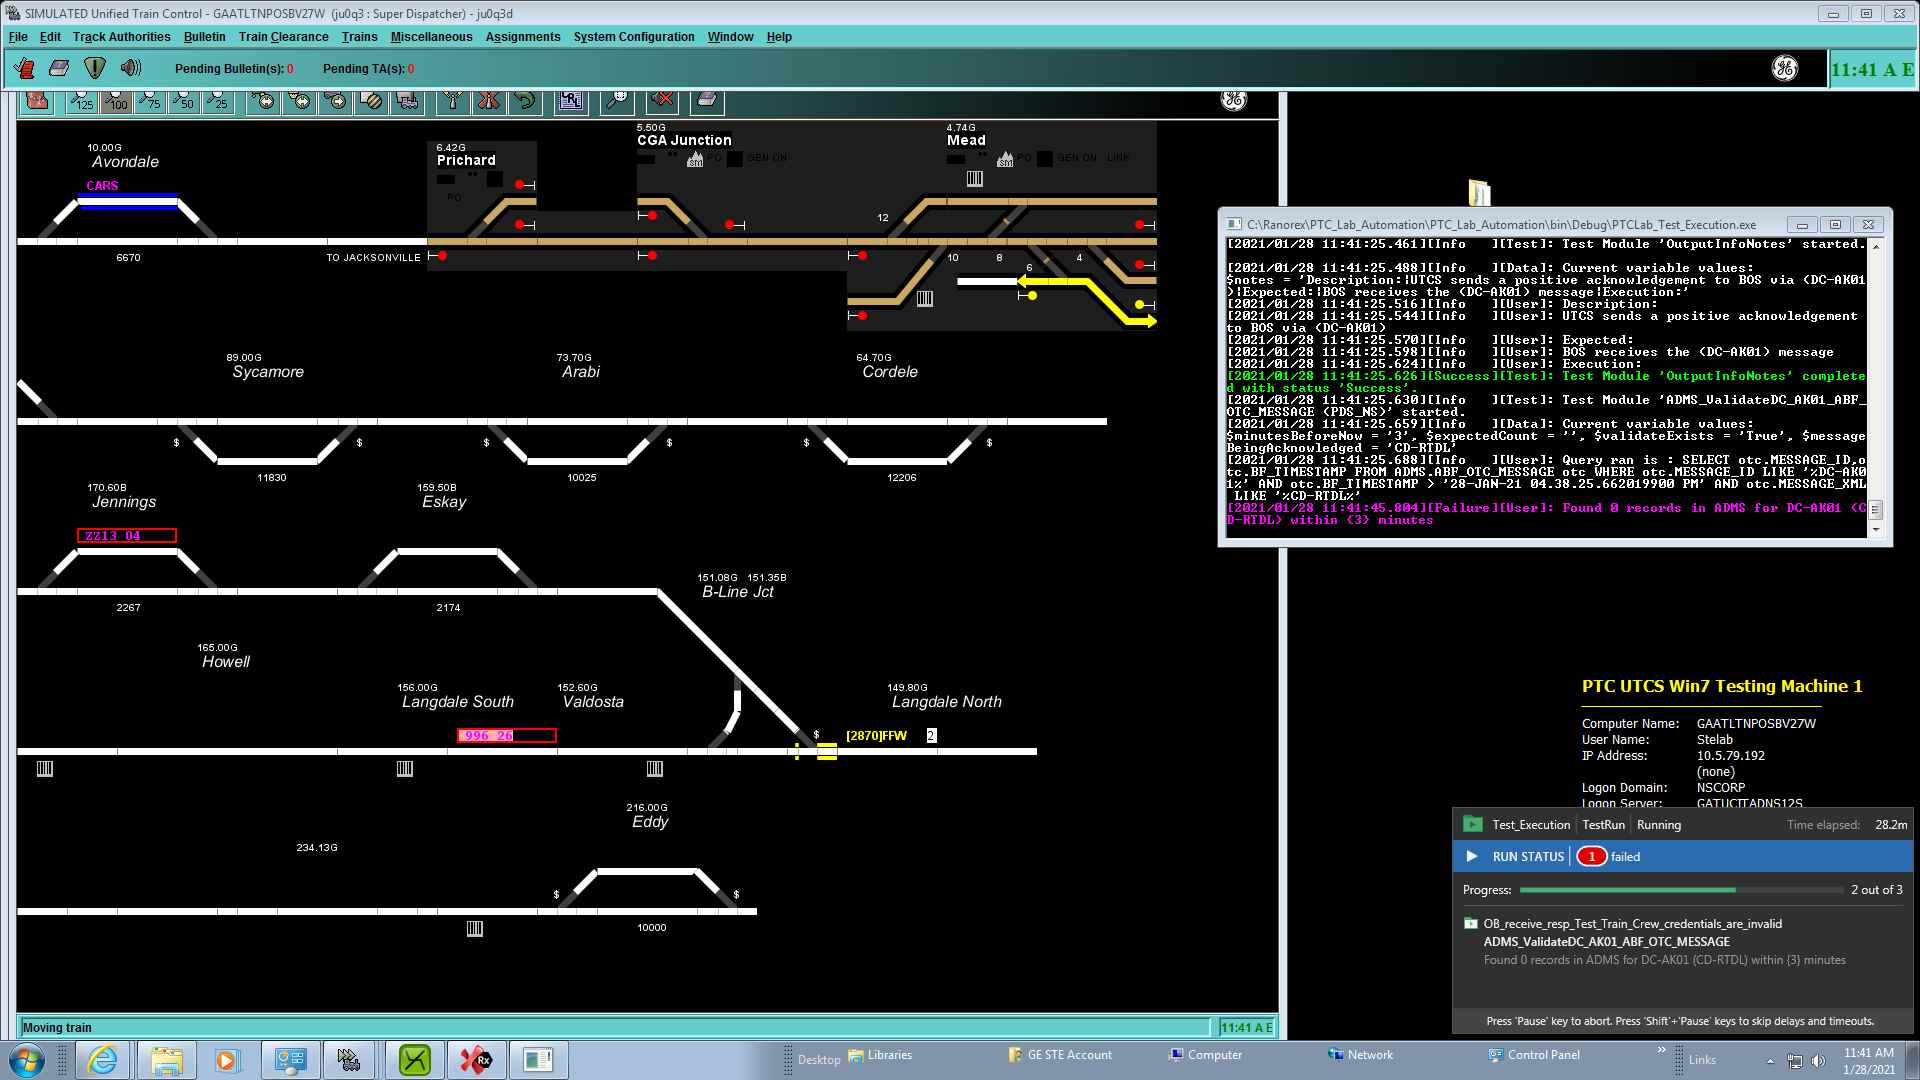 SIMULATED Unified Train Control - GAATLTNPOSBV27W (ju0q3 : Super Dispatcher) - ju0q3d
File Edit Track Authorities Bulletin Train Clearance Trains Miscellaneous Assignments System Configuration Window Help
Pending Bulletin(s): 0 Pending TA(s): 0
11:41 A E
125 100 75 50 25
10.00G
Avondale
CARS
6670
TO JACKSONVILLE
6.42G
Prichard
PO
5.50G
CGA Junction
SM PO GEN ON
4.74G
Mead
SM PO GEN ON LINK
12
10 8 6 4
89.00G
Sycamore
73.70G
Arabi
64.70G
Cordele
$ $ $ $ $ $
11830
10025
12206
170.60B
Jennings
159.50B
Eskay
ZZ13 04
2267
2174
151.08G 151.35B
B-Line Jct
165.00G
Howell
156.00G
Langdale South
152.60G
Valdosta
149.80G
Langdale North
996 26
$
[2870]FFW 2
216.00G
Eddy
234.13G
$ $
10000
Moving train
11:41 A E
C:\Ranorex\PTC_Lab_Automation\PTC_Lab_Automation\bin\Debug\PTCLab_Test_Execution.exe
[2021/01/28 11:41:25.461][Info   ][Test]: Test Module 'OutputInfoNotes' started.
[2021/01/28 11:41:25.488][Info   ][Data]: Current variable values:
$notes = 'Description:|UTCS sends a positive acknowledgement to BOS via (DC-AK01
)|Expected:|BOS receives the (DC-AK01) message|Execution:'
[2021/01/28 11:41:25.516][Info   ][User]: Description:
[2021/01/28 11:41:25.544][Info   ][User]: UTCS sends a positive acknowledgement
to BOS via (DC-AK01)
[2021/01/28 11:41:25.570][Info   ][User]: Expected:
[2021/01/28 11:41:25.598][Info   ][User]: BOS receives the (DC-AK01) message
[2021/01/28 11:41:25.624][Info   ][User]: Execution:
[2021/01/28 11:41:25.626][Success][Test]: Test Module 'OutputInfoNotes' complete
d with status 'Success'.
[2021/01/28 11:41:25.630][Info   ][Test]: Test Module 'ADMS_ValidateDC_AK01_ABF_
OTC_MESSAGE (PDS_NS)' started.
[2021/01/28 11:41:25.659][Info   ][Data]: Current variable values:
$minutesBeforeNow = '3', $expectedCount = '', $validateExists = 'True', $message
BeingAcknowledged = 'CD-RTDL'
[2021/01/28 11:41:25.688][Info   ][User]: Query ran is : SELECT otc.MESSAGE_ID,o
tc.BF_TIMESTAMP FROM ADMS.ABF_OTC_MESSAGE otc WHERE otc.MESSAGE_ID LIKE '%DC-AK0
1%' AND otc.BF_TIMESTAMP > '28-JAN-21 04.38.25.662019900 PM' AND otc.MESSAGE_XML
 LIKE '%CD-RTDL%'
[2021/01/28 11:41:45.804][Failure][User]: Found 0 records in ADMS for DC-AK01 (C
D-RTDL) within {3} minutes
PTC UTCS Win7 Testing Machine 1
Computer Name: GAATLTNPOSBV27W
User Name: Stelab
IP Address: 10.5.79.192
(none)
Logon Domain: NSCORP
Logon Server: GATUCTTADNS12S
Test_Execution TestRun Running Time elapsed: 28.2m
RUN STATUS 1 failed
Progress: 2 out of 3
OB_receive_resp_Test_Train_Crew_credentials_are_invalid
ADMS_ValidateDC_AK01_ABF_OTC_MESSAGE
Found 0 records in ADMS for DC-AK01 (CD-RTDL) within {3} minutes
Press 'Pause' key to abort. Press 'Shift'+'Pause' keys to skip delays and timeouts.
Rx
Desktop Libraries GE STE Account Computer Network Control Panel » Links
11:41 AM
1/28/2021